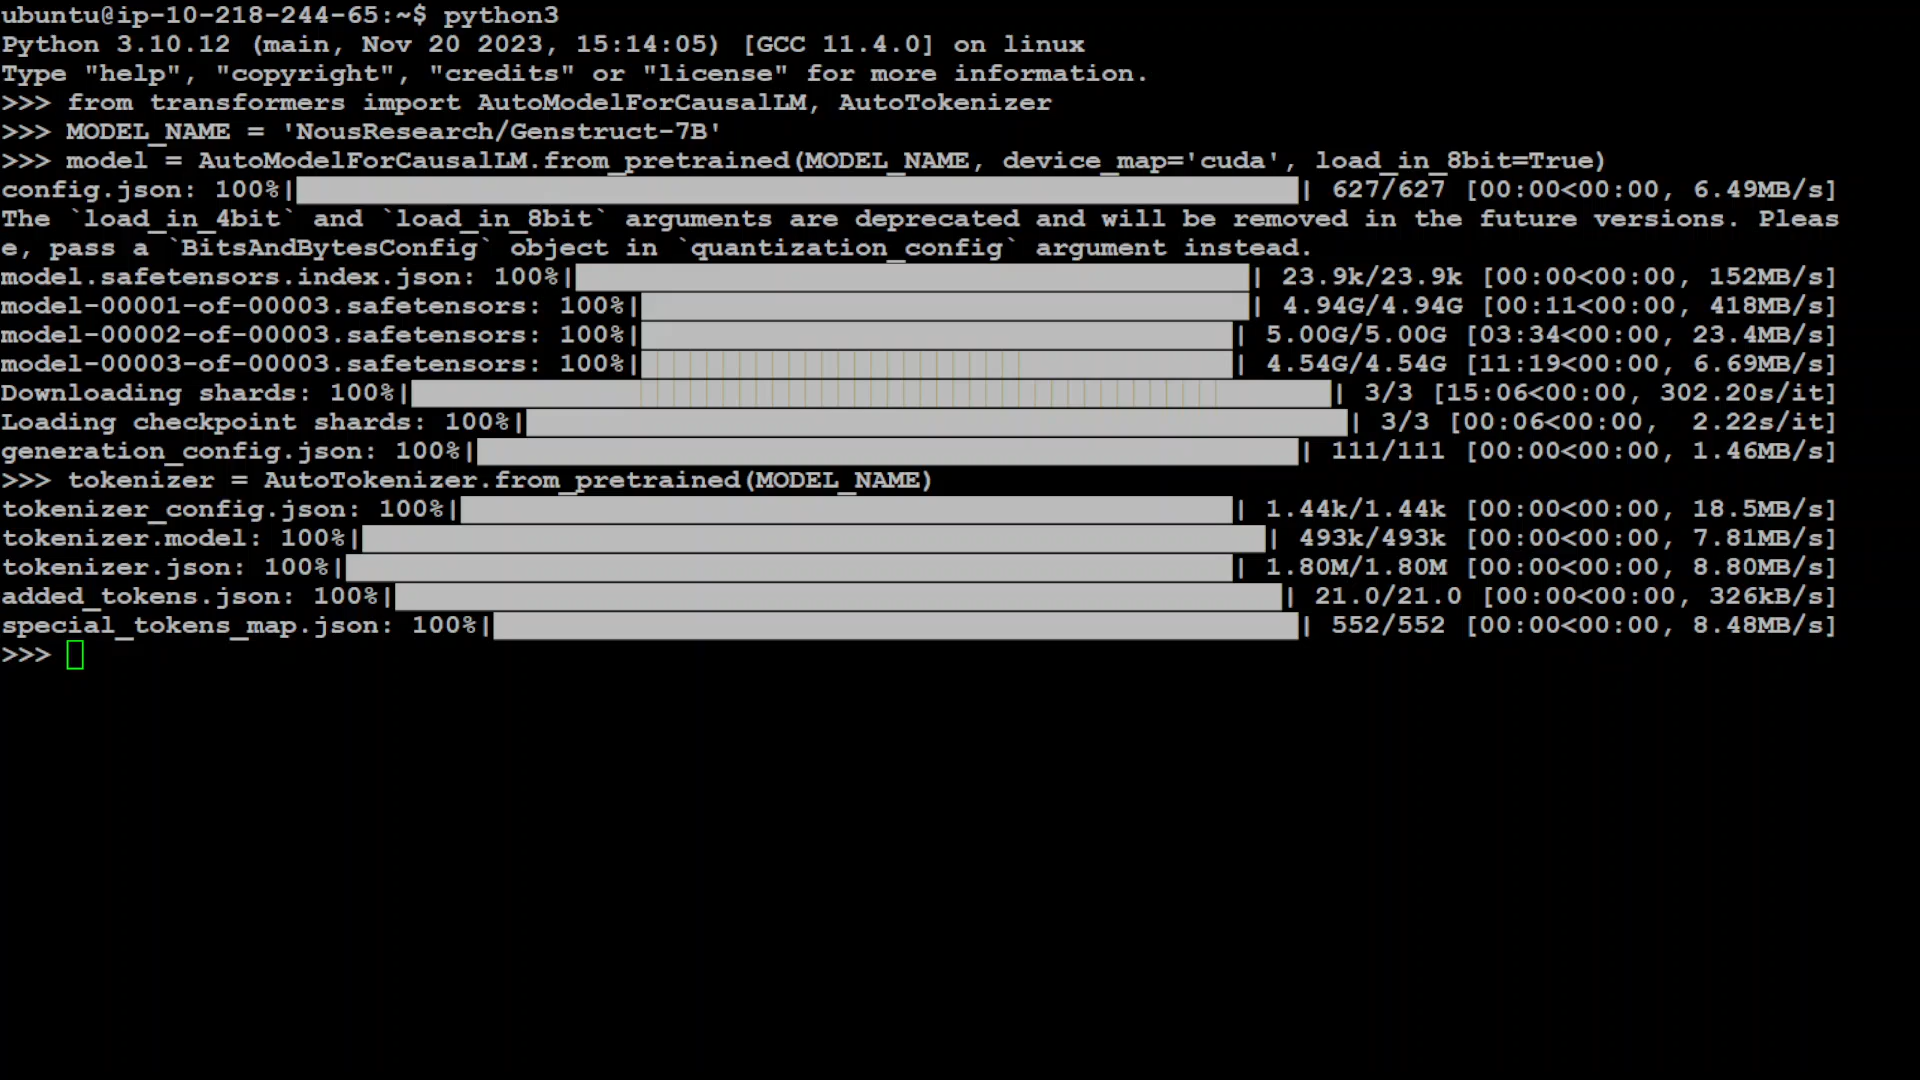 ubuntu@ip-10-218-244-65:~$ python3
Python 3.10.12 (main, Nov 20 2023, 15:14:05) [GCC 11.4.0] on linux
Type "help", "copyright", "credits" or "license" for more information.
>>> from transformers import AutoModelForCausalLM, AutoTokenizer
>>> MODEL_NAME = 'NousResearch/Genstruct-7B'
>>> model = AutoModelForCausalLM.from_pretrained(MODEL_NAME, device_map='cuda', load_in_8bit=True)
config.json: 100%|| 627/627 [00:00<00:00, 6.49MB/s]
The `load_in_4bit` and `load_in_8bit` arguments are deprecated and will be removed in the future versions. Pleas
e, pass a `BitsAndBytesConfig` object in `quantization_config` argument instead.
model.safetensors.index.json: 100%|| 23.9k/23.9k [00:00<00:00, 152MB/s]
model-00001-of-00003.safetensors: 100%|| 4.94G/4.94G [00:11<00:00, 418MB/s]
model-00002-of-00003.safetensors: 100%|| 5.00G/5.00G [03:34<00:00, 23.4MB/s]
model-00003-of-00003.safetensors: 100%|| 4.54G/4.54G [11:19<00:00, 6.69MB/s]
Downloading shards: 100%|| 3/3 [15:06<00:00, 302.20s/it]
Loading checkpoint shards: 100%|| 3/3 [00:06<00:00,  2.22s/it]
generation_config.json: 100%|| 111/111 [00:00<00:00, 1.46MB/s]
>>> tokenizer = AutoTokenizer.from_pretrained(MODEL_NAME)
tokenizer_config.json: 100%|| 1.44k/1.44k [00:00<00:00, 18.5MB/s]
tokenizer.model: 100%|| 493k/493k [00:00<00:00, 7.81MB/s]
tokenizer.json: 100%|| 1.80M/1.80M [00:00<00:00, 8.80MB/s]
added_tokens.json: 100%|| 21.0/21.0 [00:00<00:00, 326kB/s]
special_tokens_map.json: 100%|| 552/552 [00:00<00:00, 8.48MB/s]
>>>